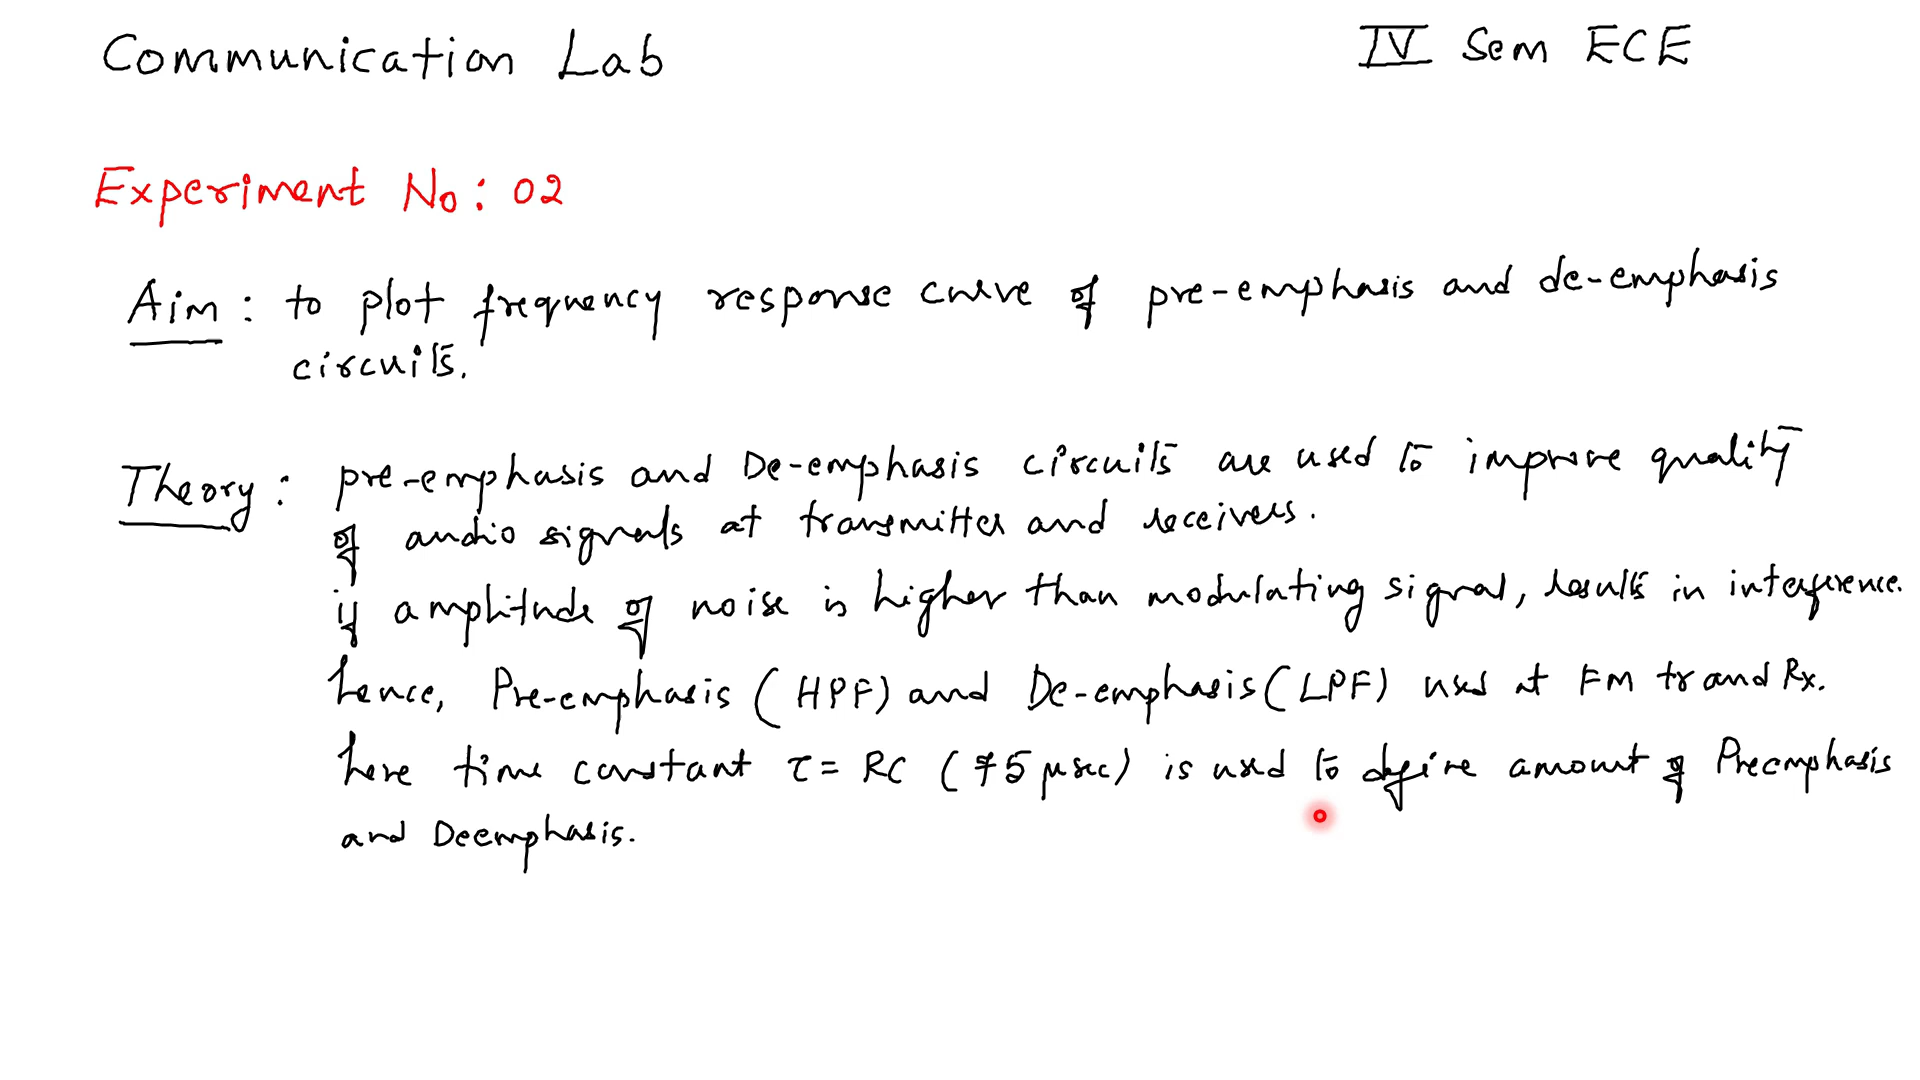 Communication Lab IV Sem ECE
Experiment No: 02
Aim: to plot frequency response curve of pre-emphasis and de-emphasis
circuits.
Theory: pre-emphasis and De-emphasis circuits are used to improve quality
of audio signals at transmitter and receivers.
if amplitude of noise is higher than modulating signal, results in interference.
hence, Pre-emphasis (HPF) and De-emphasis (LPF) used at FM tr and Rx.
here time constant τ = RC (75 μsec) is used to define amount of Preemphasis
and Deemphasis.